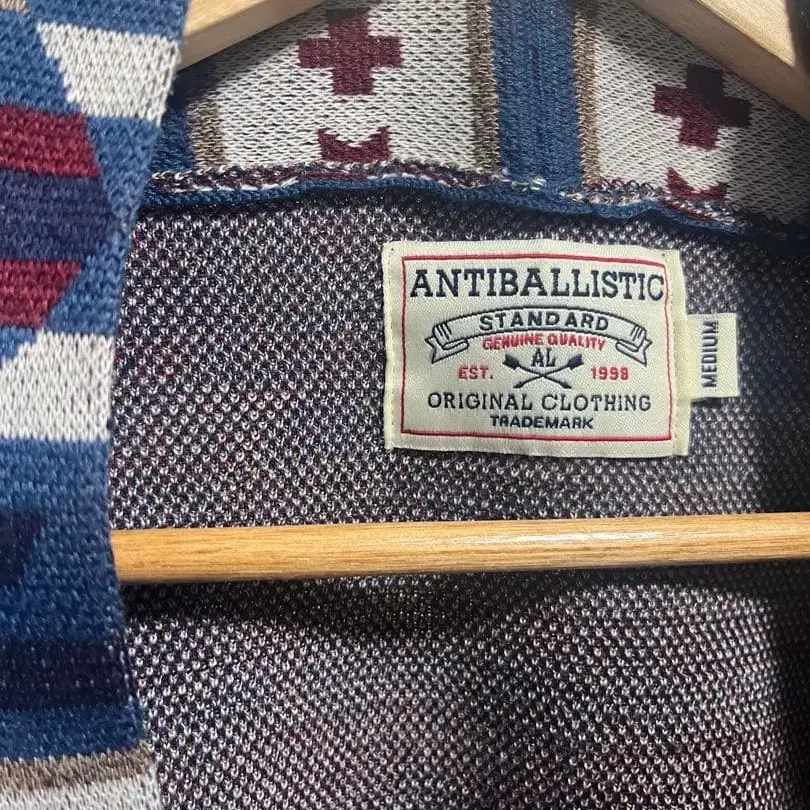 ANTIBALLISTIC
STANDARD
GENUINE QUALITY
AL
EST. 1998
ORIGINAL CLOTHING
TRADEMARK
MEDIUM